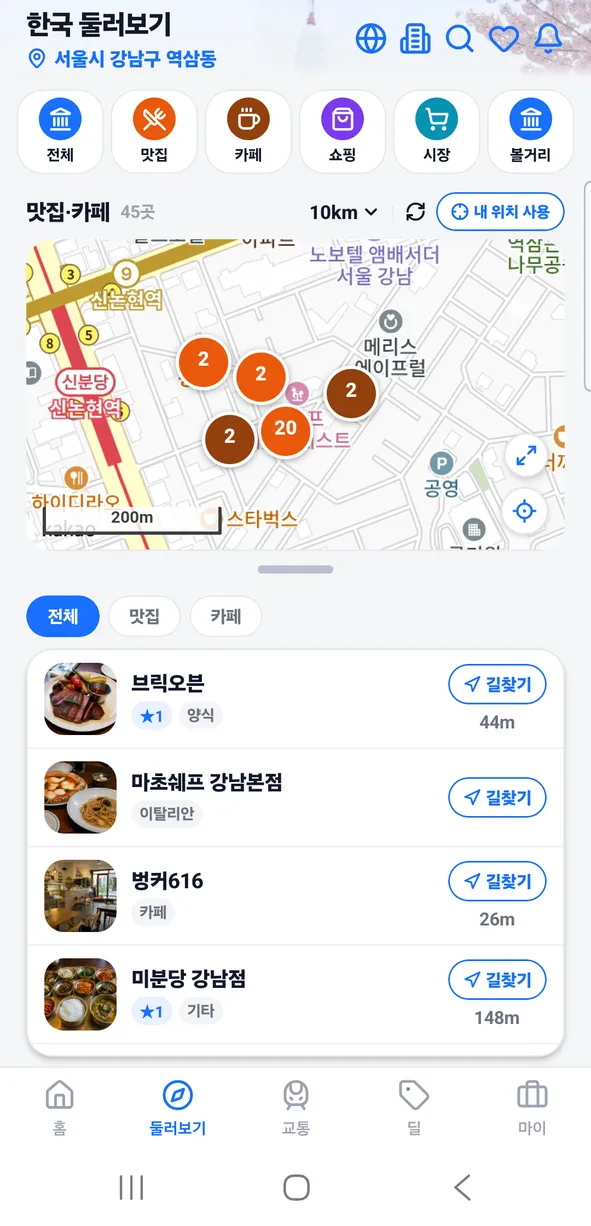 한국 둘러보기
서울시 강남구 역삼동
전체
맛집
카페
쇼핑
시장
볼거리
맛집·카페 45곳
10km
내 위치 사용
노보텔 앰배서더
서울 강남
3
9
신논현역
8
5
메리스
에이프럴
신분당
신논현역
2
2
2
2
20
P
공영
하이디라오
200m
kakao
스타벅스
전체
맛집
카페
브릭오븐
길찾기
★1
양식
44m
마초쉐프 강남본점
이탈리안
길찾기
벙커616
카페
길찾기
26m
미분당 강남점
★1
기타
길찾기
148m
홈
둘러보기
교통
딜
마이